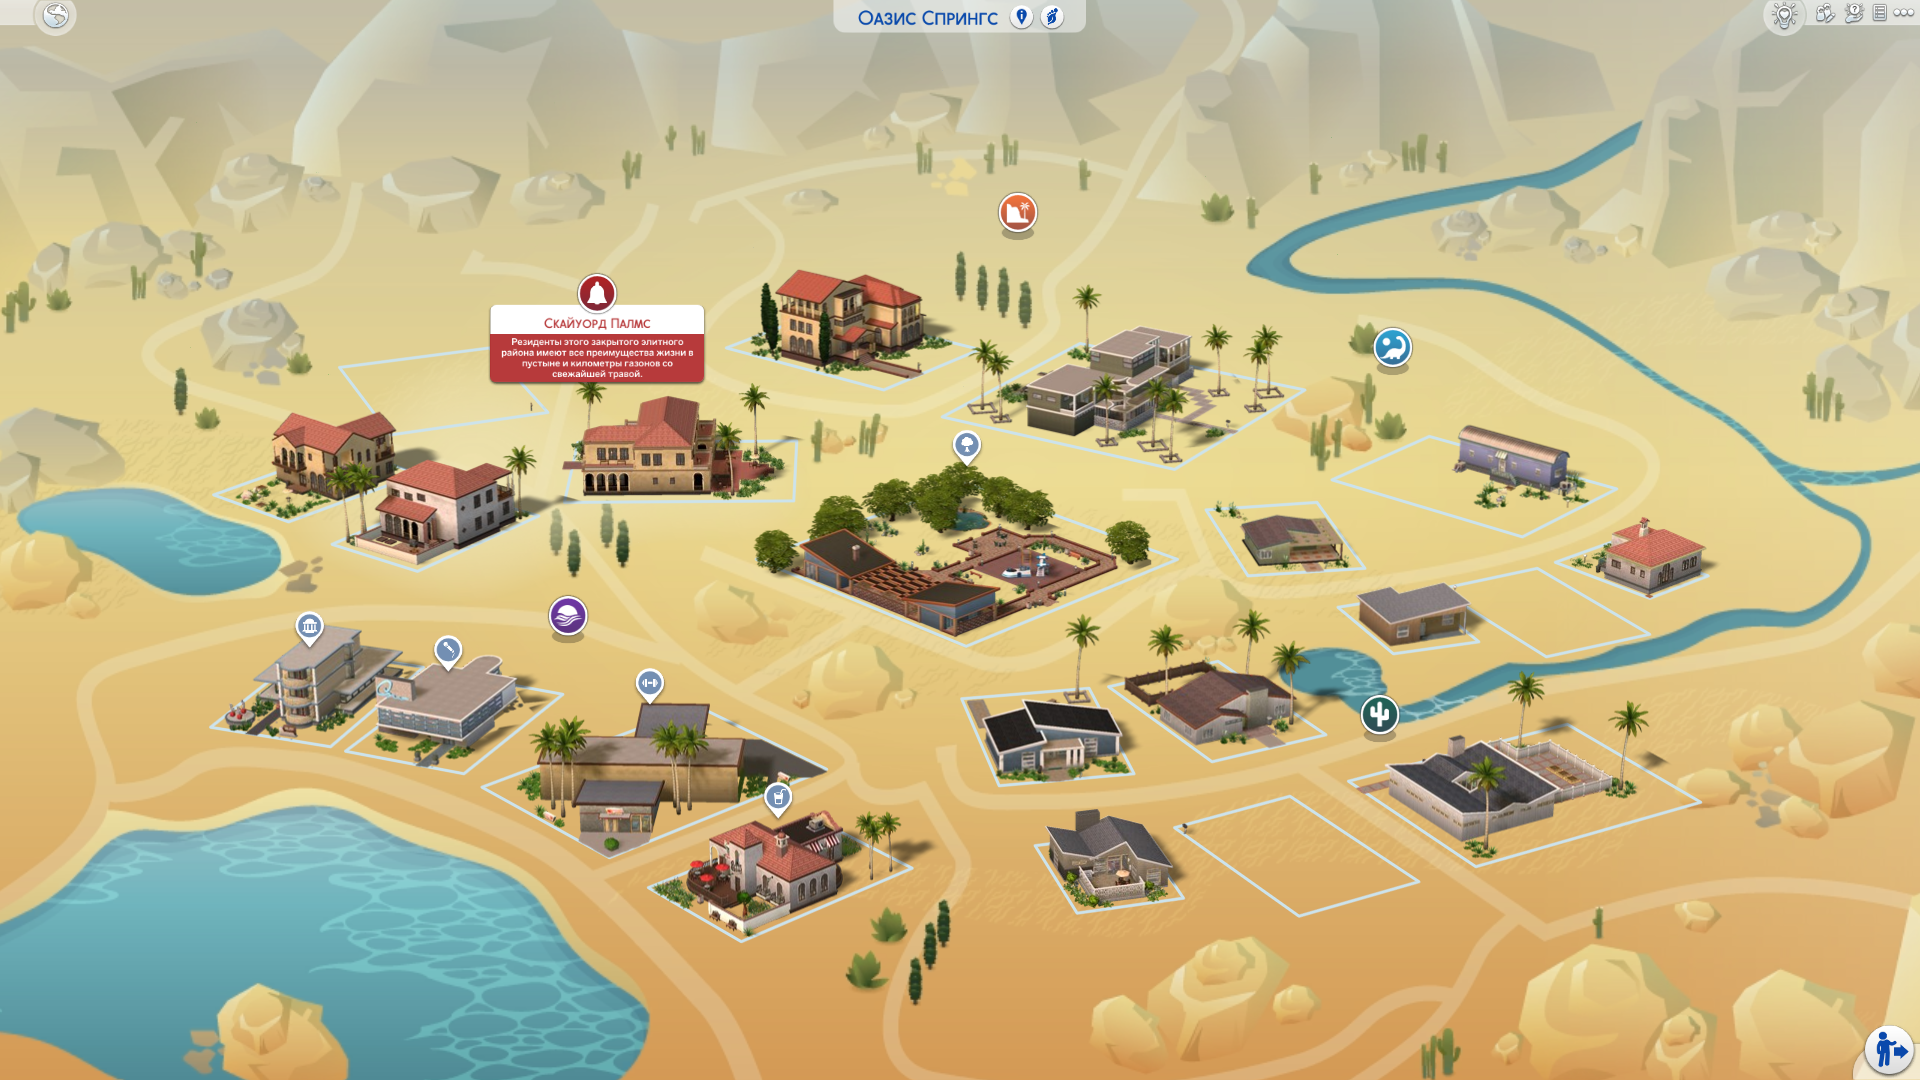 Оазис Спрингс
Скайуорд Палмс
Резиденты этого закрытого элитного
района имеют все преимущества жизни в
пустыне и километры газонов со
свежайшей травой.